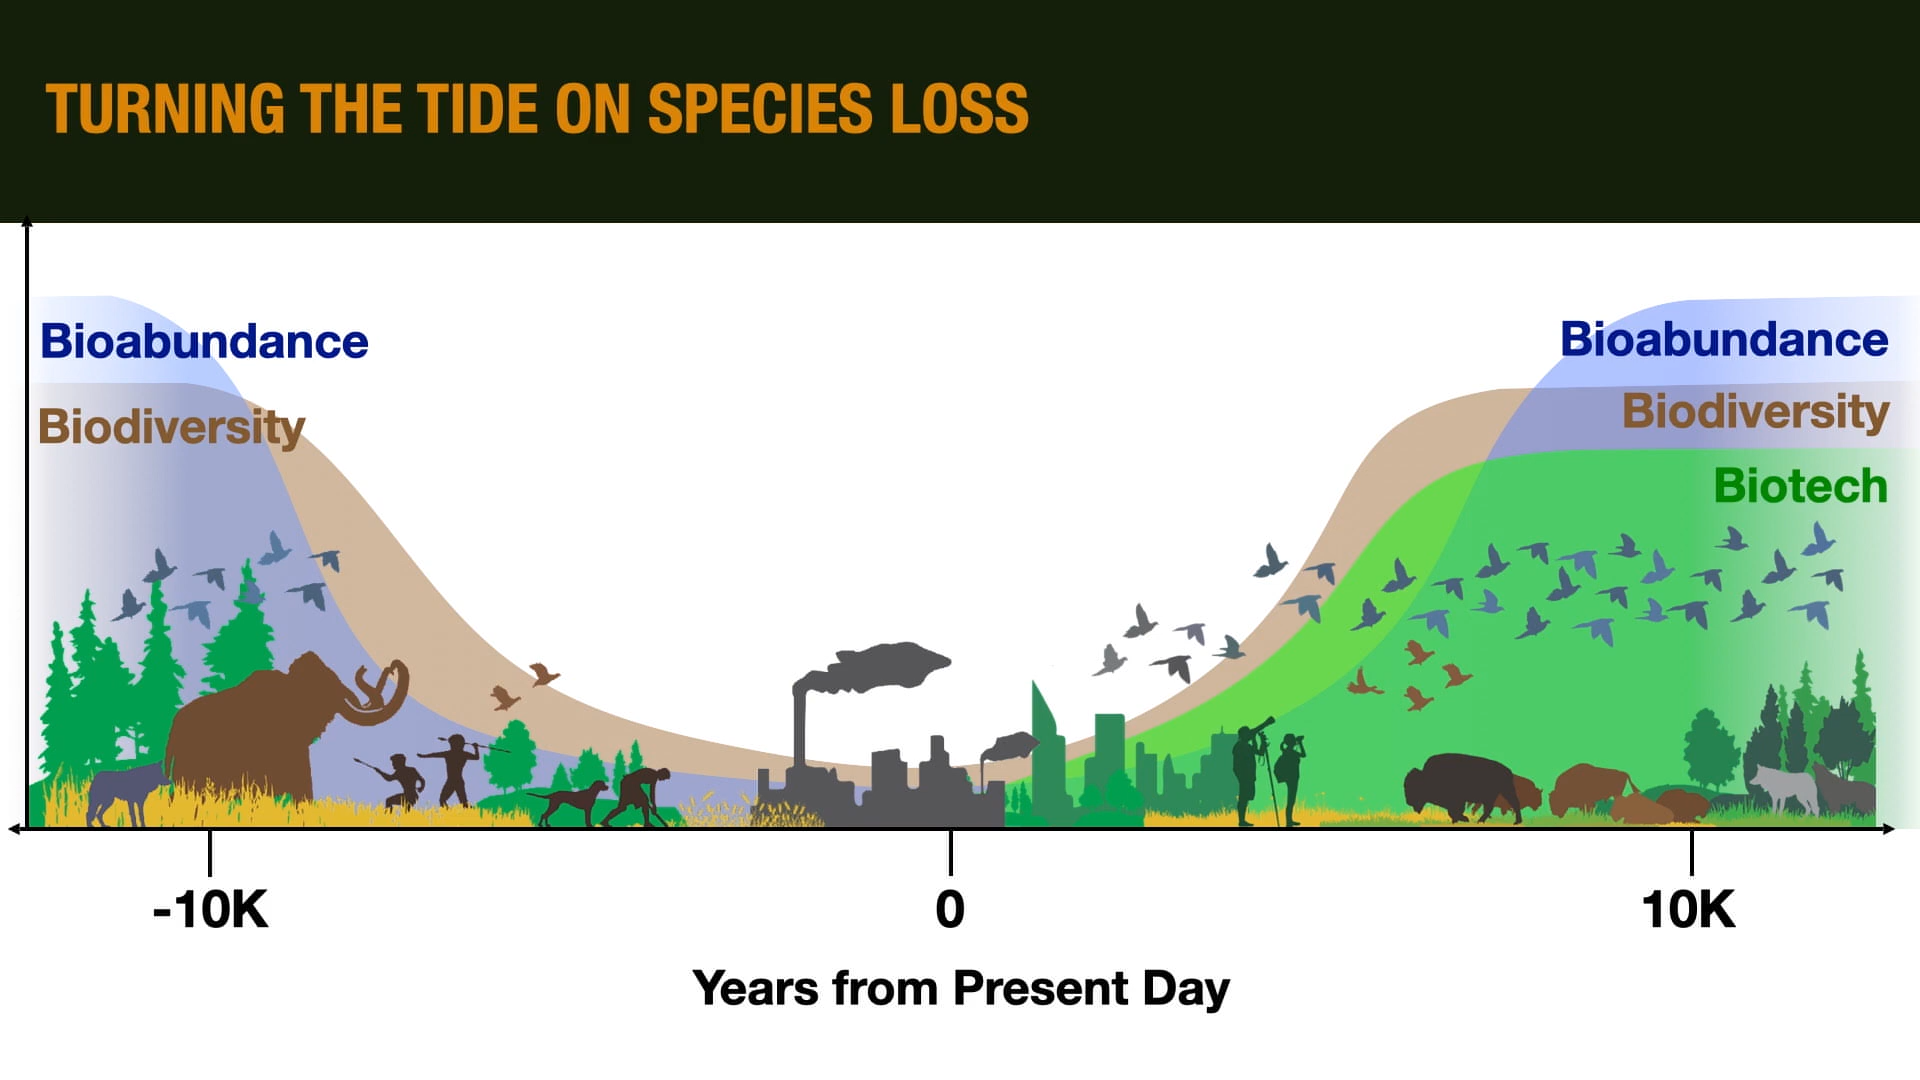 TURNING THE TIDE ON SPECIES LOSS
Bioabundance
Biodiversity
Bioabundance
Biodiversity
Biotech
-10K
0
10K
Years from Present Day